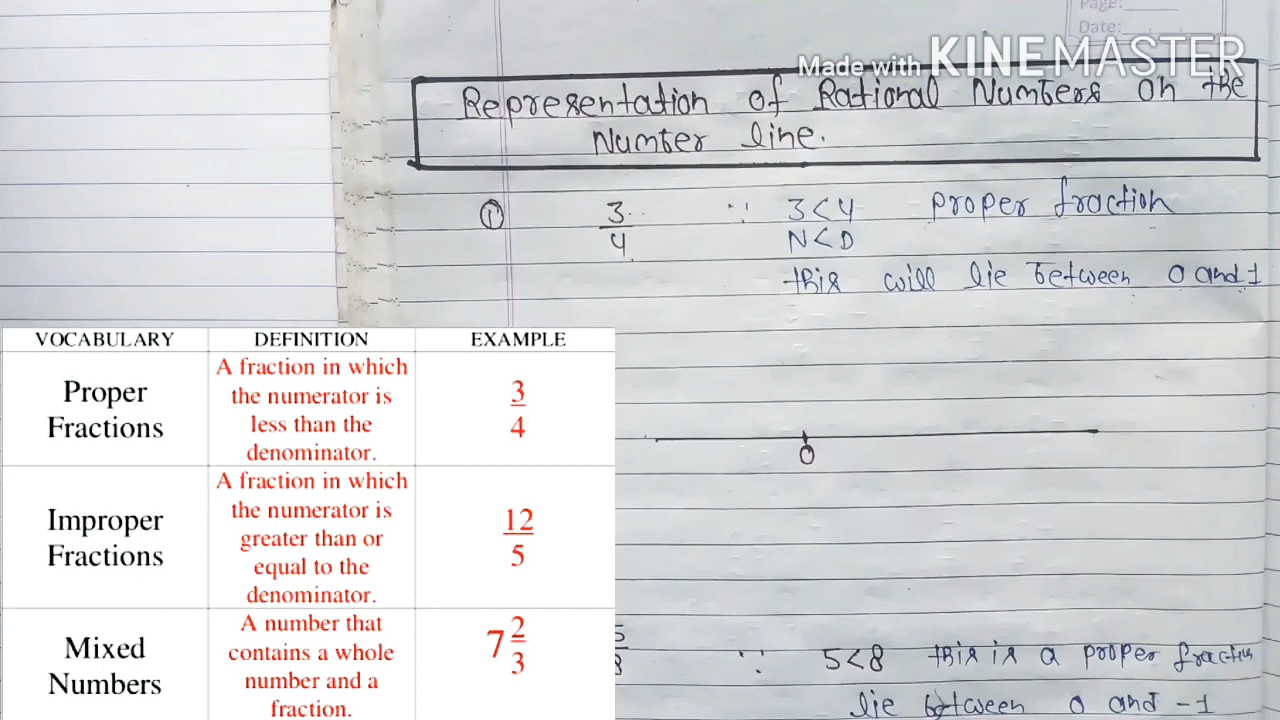 Page:
Date:
Made with KINEMASTER
Representation of Rational Numbers on the
Number line.
① 3/4 ∵ 3<4 proper fraction
N<D
this will lie between 0 and 1
0
VOCABULARY DEFINITION EXAMPLE
Proper
Fractions
A fraction in which
the numerator is
less than the
denominator.
3/4
Improper
Fractions
A fraction in which
the numerator is
greater than or
equal to the
denominator.
12/5
Mixed
Numbers
A number that
contains a whole
number and a
fraction.
7 2/3
5/8 ∵ 5<8 this is a proper fraction
lie between 0 and -1